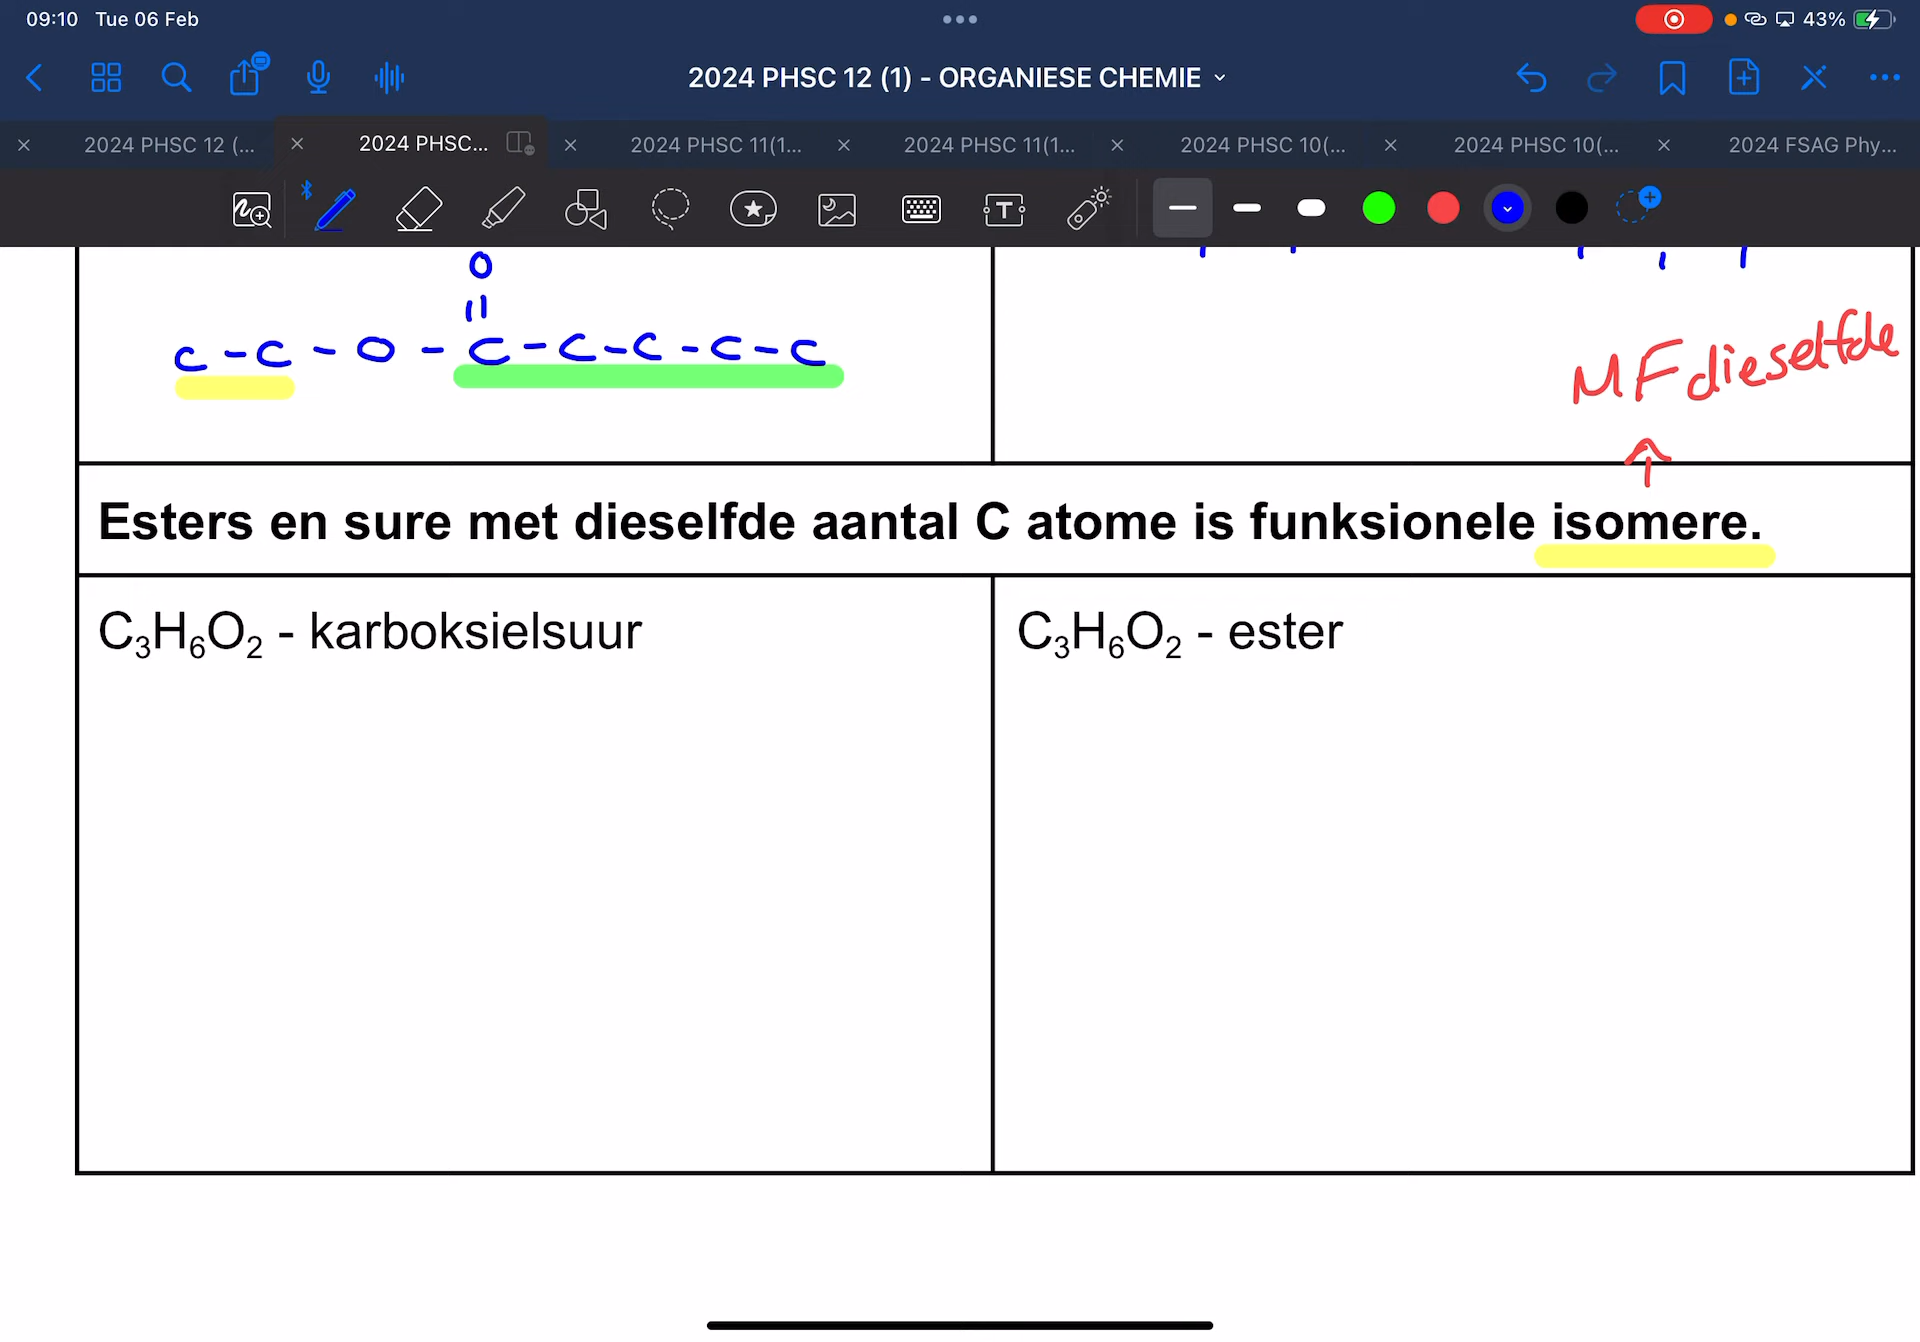 09:10 Tue 06 Feb
43%
2024 PHSC 12 (1) - ORGANIESE CHEMIE
2024 PHSC 12 (... 2024 PHSC... 2024 PHSC 11(1... 2024 PHSC 11(1... 2024 PHSC 10(... 2024 PHSC 10(... 2024 FSAG Phy...
T
O
||
C - C - O - C - C - C - C - C
MF dieselfde
↑
Esters en sure met dieselfde aantal C atome is funksionele isomere.
C₃H₆O₂ - karboksielsuur
C₃H₆O₂ - ester